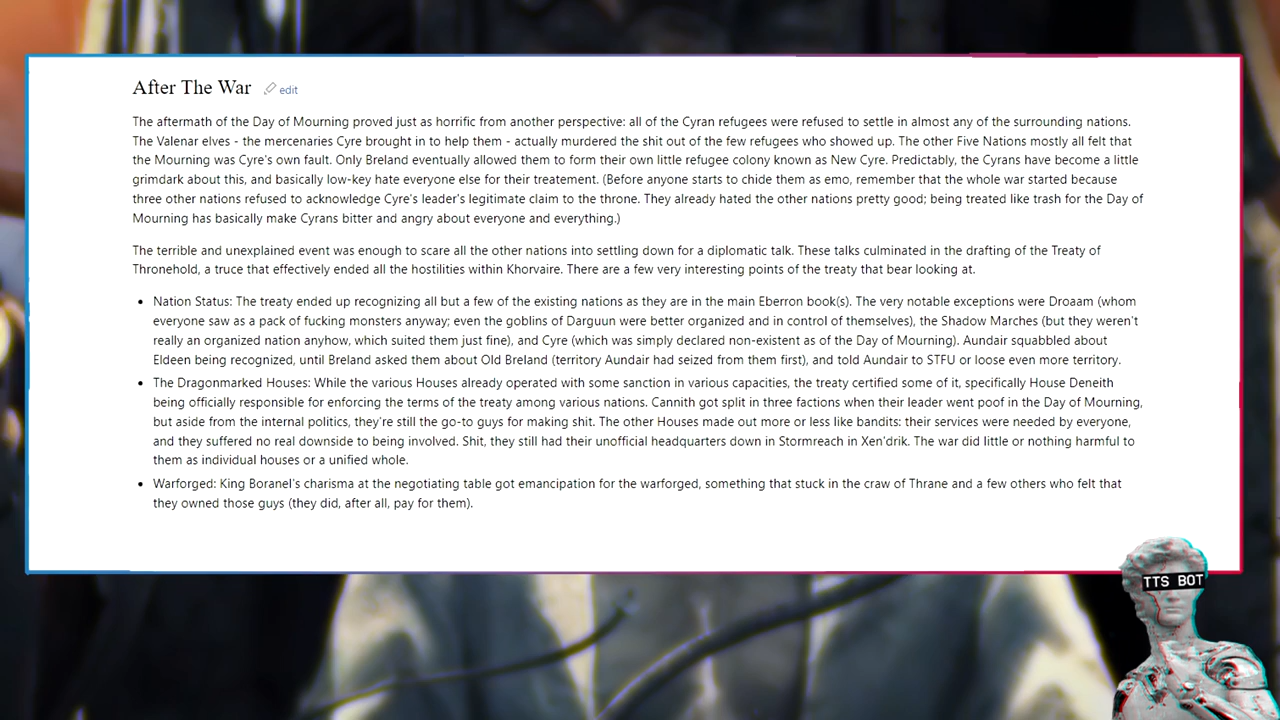 After The War edit
The aftermath of the Day of Mourning proved just as horrific from another perspective: all of the Cyran refugees were refused to settle in almost any of the surrounding nations.
The Valenar elves - the mercenaries Cyre brought in to help them - actually murdered the shit out of the few refugees who showed up. The other Five Nations mostly all felt that
the Mourning was Cyre's own fault. Only Breland eventually allowed them to form their own little refugee colony known as New Cyre. Predictably, the Cyrans have become a little
grimdark about this, and basically low-key hate everyone else for their treatement. (Before anyone starts to chide them as emo, remember that the whole war started because
three other nations refused to acknowledge Cyre's leader's legitimate claim to the throne. They already hated the other nations pretty good; being treated like trash for the Day of
Mourning has basically make Cyrans bitter and angry about everyone and everything.)
The terrible and unexplained event was enough to scare all the other nations into settling down for a diplomatic talk. These talks culminated in the drafting of the Treaty of
Thronehold, a truce that effectively ended all the hostilities within Khorvaire. There are a few very interesting points of the treaty that bear looking at.
• Nation Status: The treaty ended up recognizing all but a few of the existing nations as they are in the main Eberron book(s). The very notable exceptions were Droaam (whom
everyone saw as a pack of fucking monsters anyway; even the goblins of Darguun were better organized and in control of themselves), the Shadow Marches (but they weren't
really an organized nation anyhow, which suited them just fine), and Cyre (which was simply declared non-existent as of the Day of Mourning). Aundair squabbled about
Eldeen being recognized, until Breland asked them about Old Breland (territory Aundair had seized from them first), and told Aundair to STFU or loose even more territory.
• The Dragonmarked Houses: While the various Houses already operated with some sanction in various capacities, the treaty certified some of it, specifically House Deneith
being officially responsible for enforcing the terms of the treaty among various nations. Cannith got split in three factions when their leader went poof in the Day of Mourning,
but aside from the internal politics, they're still the go-to guys for making shit. The other Houses made out more or less like bandits: their services were needed by everyone,
and they suffered no real downside to being involved. Shit, they still had their unofficial headquarters down in Stormreach in Xen'drik. The war did little or nothing harmful to
them as individual houses or a unified whole.
• Warforged: King Boranel's charisma at the negotiating table got emancipation for the warforged, something that stuck in the craw of Thrane and a few others who felt that
they owned those guys (they did, after all, pay for them).
TTS BOT